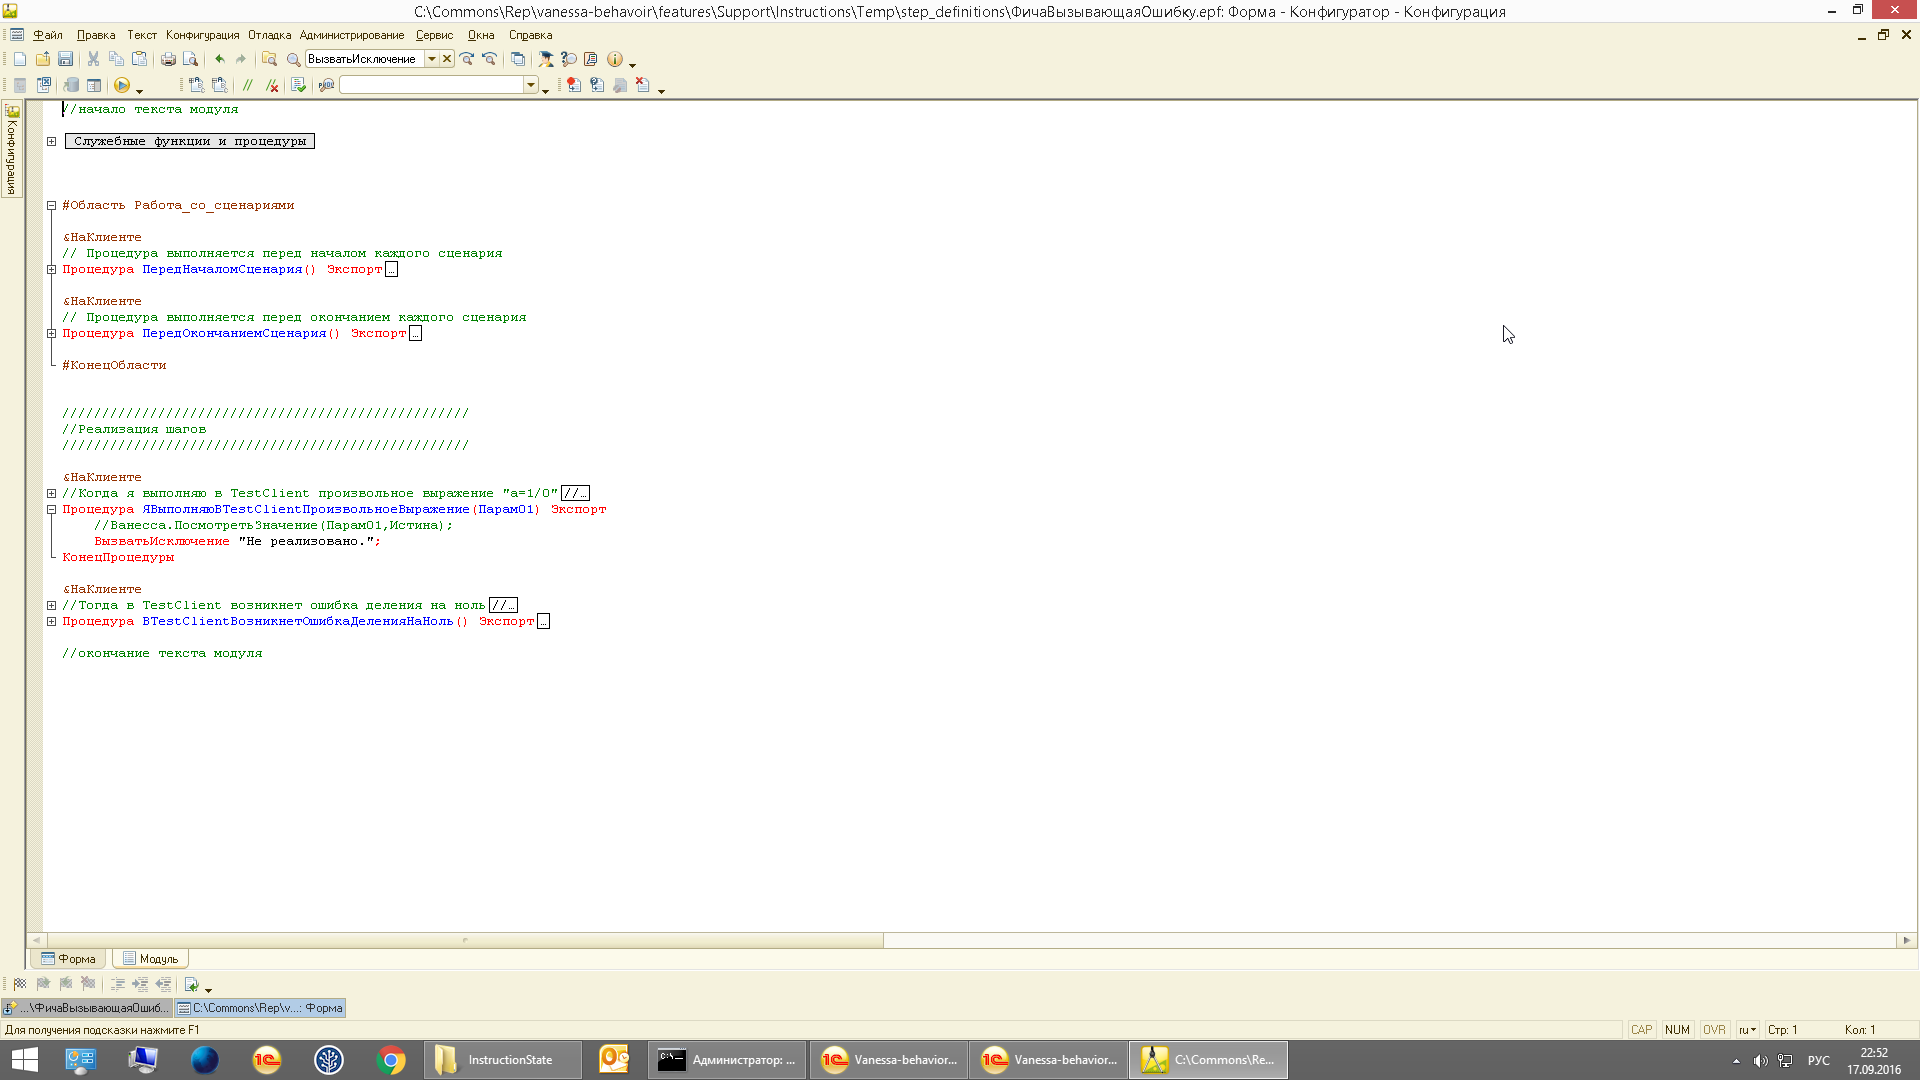 C:\Commons\Rep\vanessa-behavoir\features\Support\Instructions\Temp\step_definitions\ФичаВызывающаяОшибку.epf: Форма - Конфигуратор - Конфигурация
Файл Правка Текст Конфигурация Отладка Администрирование Сервис Окна Справка
ВызватьИсключение
Конфигурация
//начало текста модуля
Служебные функции и процедуры
#Область Работа_со_сценариями
&НаКлиенте
// Процедура выполняется перед началом каждого сценария
Процедура ПередНачаломСценария() Экспорт…
&НаКлиенте
// Процедура выполняется перед окончанием каждого сценария
Процедура ПередОкончаниемСценария() Экспорт…
#КонецОбласти
///////////////////////////////////////////////////
//Реализация шагов
///////////////////////////////////////////////////
&НаКлиенте
//Когда я выполняю в TestClient произвольное выражение "а=1/0"//…
Процедура ЯВыполняюВTestClientПроизвольноеВыражение(Парам01) Экспорт
//Ванесса.ПосмотретьЗначение(Парам01,Истина);
ВызватьИсключение "Не реализовано.";
КонецПроцедуры
&НаКлиенте
//Тогда в TestClient возникнет ошибка деления на ноль//…
Процедура ВTestClientВозникнетОшибкаДеленияНаНоль() Экспорт…
//окончание текста модуля
Форма Модуль
...\ФичаВызывающаяОшиб... C:\Commons\Rep\v...: Форма
Для получения подсказки нажмите F1 CAP NUM OVR ru Стр: 1 Кол: 1
InstructionState Администратор: ... Vanessa-behavior... Vanessa-behavior... C:\Commons\Re... РУС 22:52
17.09.2016